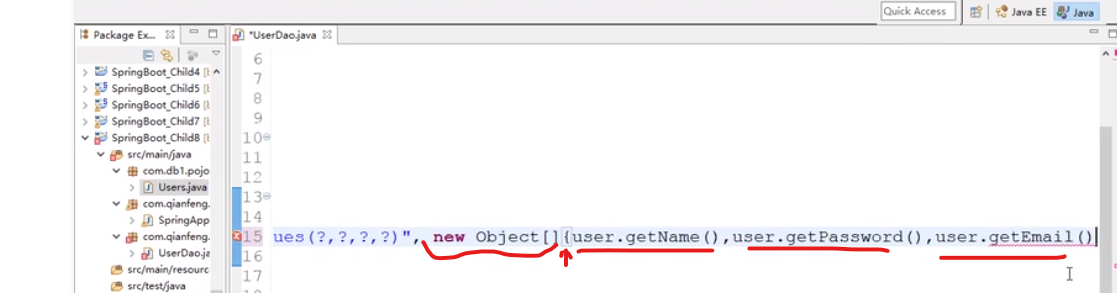 Quick Access
Java EE
Java
Package Ex...
*UserDao.java
SpringBoot_Child4 [b
SpringBoot_Child5 [b
SpringBoot_Child6 [b
SpringBoot_Child7 [b
SpringBoot_Child8 [b
src/main/java
com.db1.pojo
Users.java
com.qianfeng.
SpringApp
com.qianfeng.
UserDao.ja
src/main/resourc
src/test/java
6
7
8
9
10
11
12
13
14
15 ues(?,?,?,?)", new Object[]{user.getName(),user.getPassword(),user.getEmail()
16
17